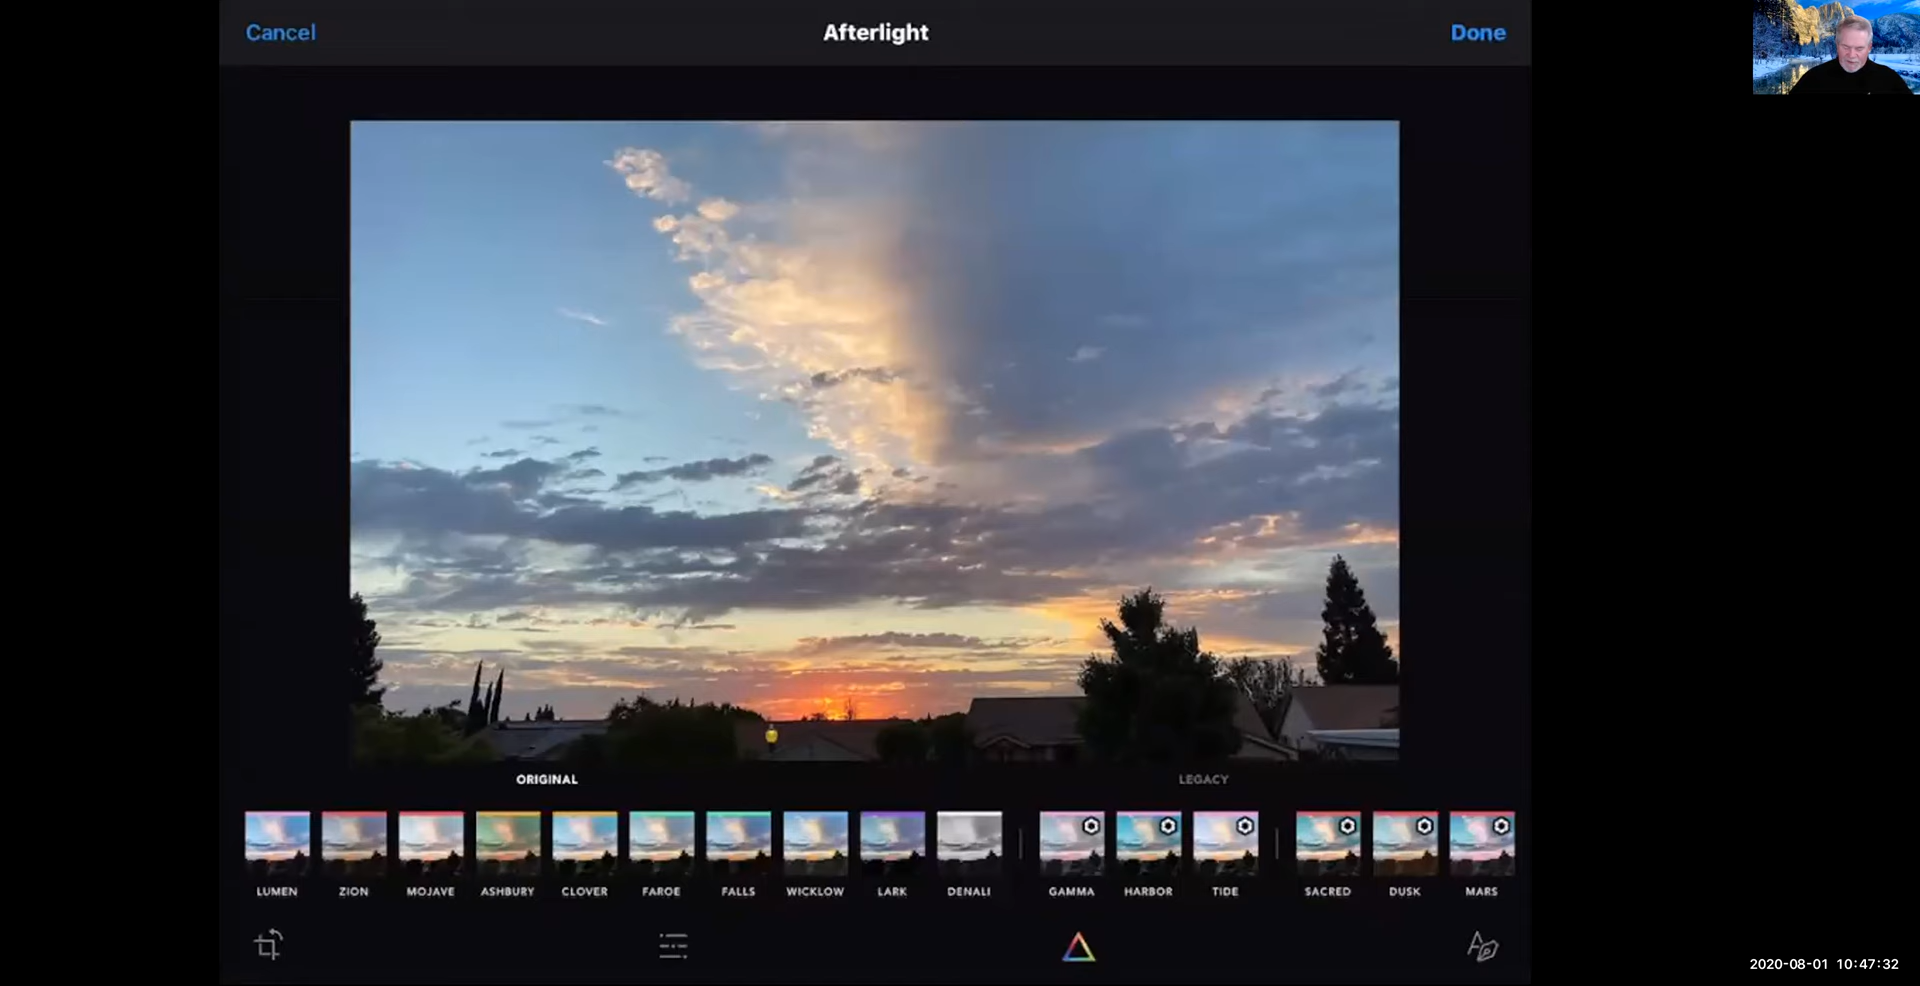 Cancel Afterlight Done
ORIGINAL LEGACY
LUMEN ZION MOJAVE ASHBURY CLOVER FAROE FALLS WICKLOW LARK DENALI GAMMA HARBOR TIDE SACRED DUSK MARS
2020-08-01 10:47:32